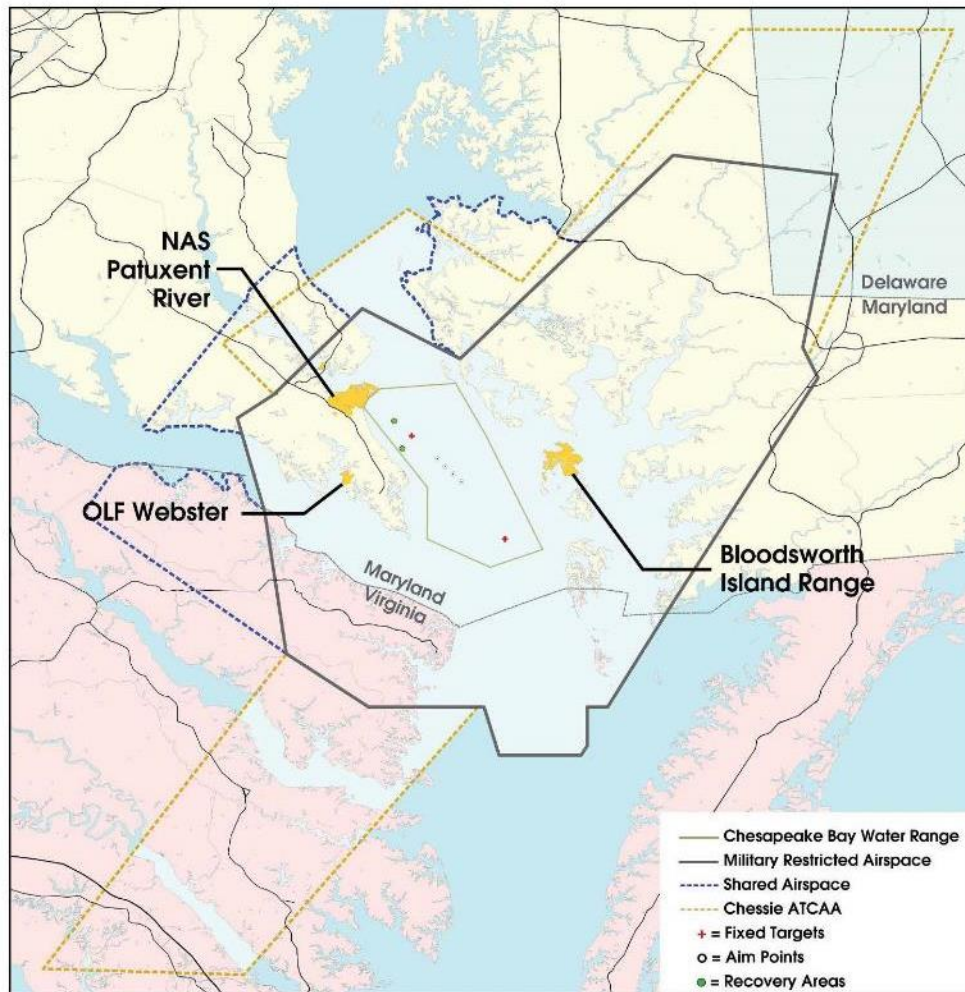 NAS
Patuxent
River
Delaware
Maryland
OLF Webster
Bloodsworth
Island Range
Maryland
Virginia
Chesapeake Bay Water Range
Military Restricted Airspace
Shared Airspace
Chessie ATCAA
= Fixed Targets
= Aim Points
= Recovery Areas